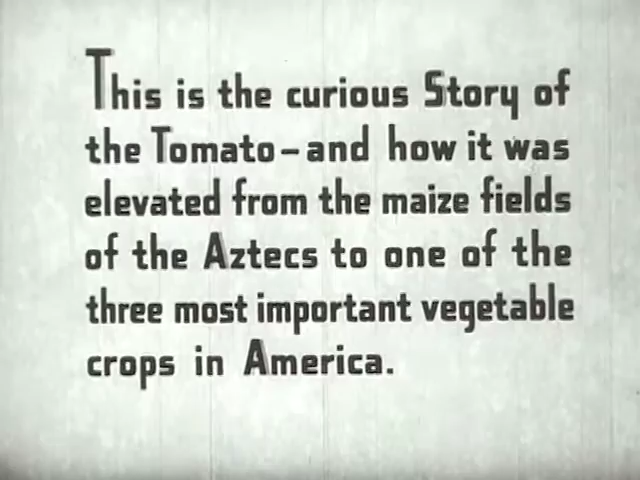 This is the curious Story of
the Tomato – and how it was
elevated from the maize fields
of the Aztecs to one of the
three most important vegetable
crops in America.